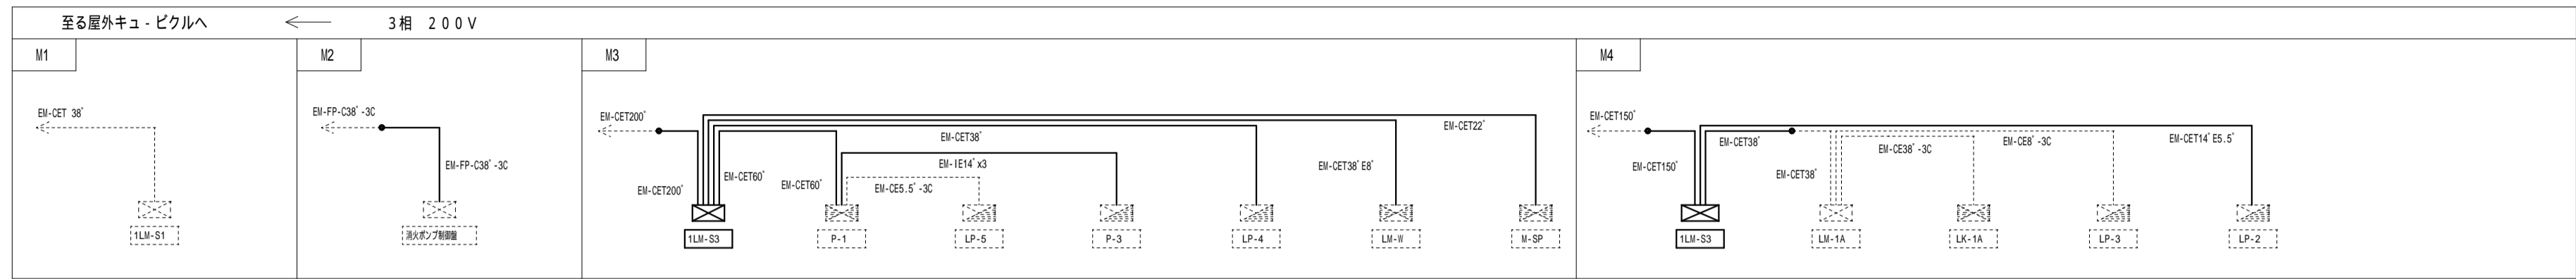 至る屋外キュ-ビクルへ ← 3相 200V
M1
EM-CET 38゜
1LM-S1
M2
EM-FP-C38゜-3C
EM-FP-C38゜-3C
消火ポンプ制御盤
M3
EM-CET200゜
EM-CET200゜
EM-CET60゜
EM-CET60゜
EM-CET38゜
EM-IE14゜x3
EM-CE5.5゜-3C
EM-CET38゜E8゜
EM-CET22゜
1LM-S3
P-1
LP-5
P-3
LP-4
LM-W
M-SP
M4
EM-CET150゜
EM-CET150゜
EM-CET38゜
EM-CET38゜
EM-CE38゜-3C
EM-CE8゜-3C
EM-CET14゜E5.5゜
1LM-S3
LM-1A
LK-1A
LP-3
LP-2